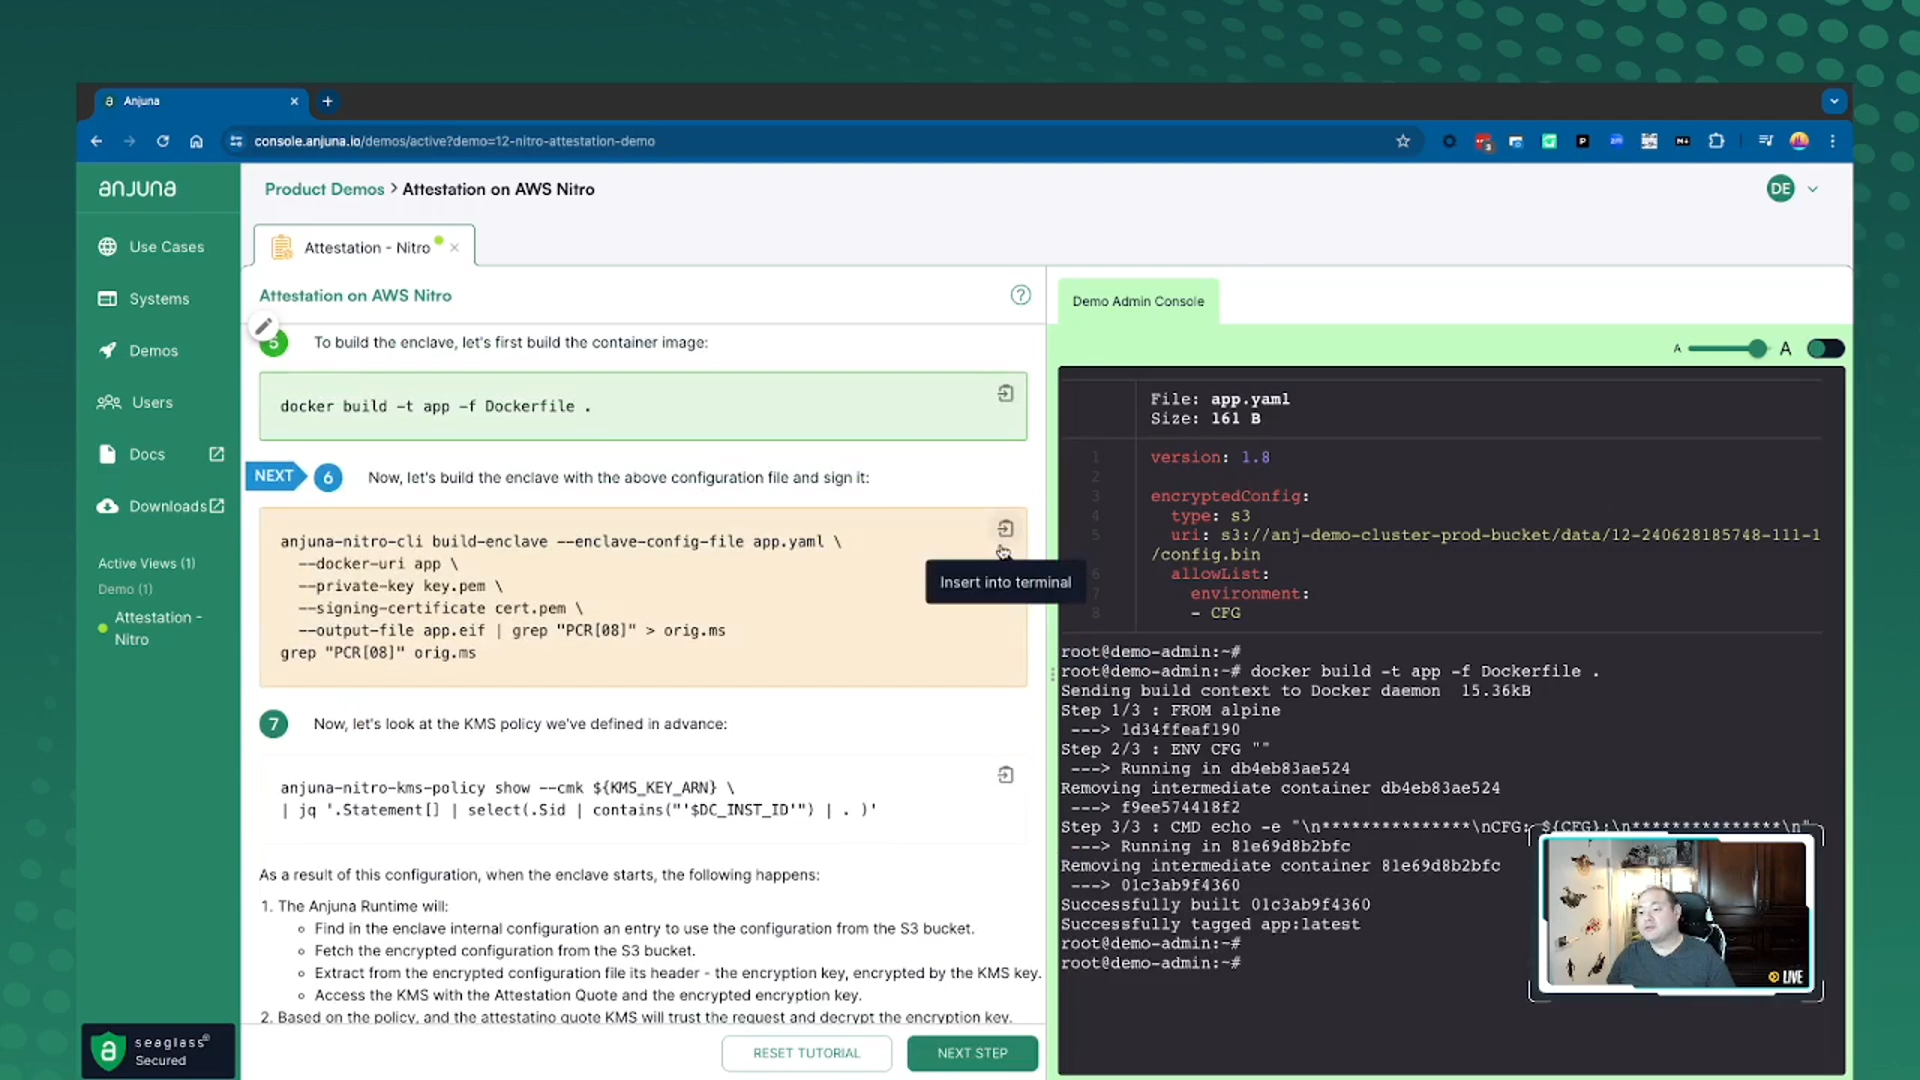 Anjuna
console.anjuna.io/demos/active?demo=12-nitro-attestation-demo
anjuna
Product Demos > Attestation on AWS Nitro
DE
Use Cases
Systems
Demos
Users
Docs
Downloads
Active Views (1)
Demo (1)
Attestation -
Nitro
seaglass®
Secured
Attestation - Nitro
Attestation on AWS Nitro
5 To build the enclave, let's first build the container image:
docker build -t app -f Dockerfile .
NEXT 6 Now, let's build the enclave with the above configuration file and sign it:
anjuna-nitro-cli build-enclave --enclave-config-file app.yaml \
--docker-uri app \
--private-key key.pem \
--signing-certificate cert.pem \
--output-file app.eif | grep "PCR[08]" > orig.ms
grep "PCR[08]" orig.ms
Insert into terminal
7 Now, let's look at the KMS policy we've defined in advance:
anjuna-nitro-kms-policy show --cmk ${KMS_KEY_ARN} \
| jq '.Statement[] | select(.Sid | contains("'$DC_INST_ID'") | . )'
As a result of this configuration, when the enclave starts, the following happens:
1. The Anjuna Runtime will:
Find in the enclave internal configuration an entry to use the configuration from the S3 bucket.
Fetch the encrypted configuration from the S3 bucket.
Extract from the encrypted configuration file its header - the encryption key, encrypted by the KMS key.
Access the KMS with the Attestation Quote and the encrypted encryption key.
2. Based on the policy, and the attestating quote KMS will trust the request and decrypt the encryption key.
RESET TUTORIAL
NEXT STEP
Demo Admin Console
A A
File: app.yaml
Size: 161 B
1 version: 1.8
2
3 encryptedConfig:
4 type: s3
5 uri: s3://anj-demo-cluster-prod-bucket/data/12-240628185748-111-1
/config.bin
6 allowList:
7 environment:
8 - CFG
root@demo-admin:~#
root@demo-admin:~# docker build -t app -f Dockerfile .
Sending build context to Docker daemon 15.36kB
Step 1/3 : FROM alpine
---> 1d34ffeaf190
Step 2/3 : ENV CFG ""
---> Running in db4eb83ae524
Removing intermediate container db4eb83ae524
---> f9ee574418f2
Step 3/3 : CMD echo -e "\n***************\nCFG: ${CFG}:\n***************\n"
---> Running in 81e69d8b2bfc
Removing intermediate container 81e69d8b2bfc
---> 01c3ab9f4360
Successfully built 01c3ab9f4360
Successfully tagged app:latest
root@demo-admin:~#
root@demo-admin:~#
LIVE